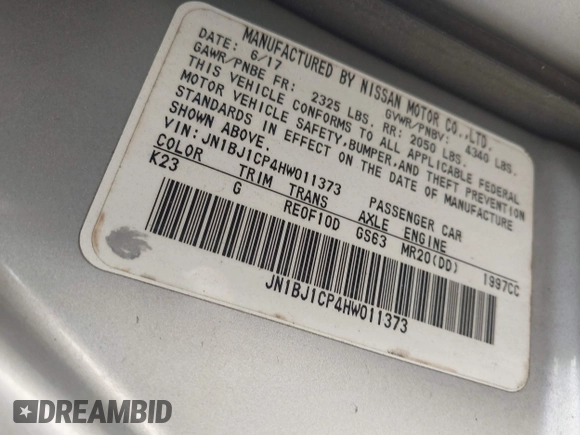 MANUFACTURED BY NISSAN MOTOR CO.,LTD.
DATE: 6/17 GVWR/PNBV: 4340 LBS.
GAWR/PNBE FR: 2325 LBS. RR: 2050 LBS.
THIS VEHICLE CONFORMS TO ALL APPLICABLE FEDERAL
MOTOR VEHICLE SAFETY,BUMPER,AND THEFT PREVENTION
STANDARDS IN EFFECT ON THE DATE OF MANUFACTURE
SHOWN ABOVE.
VIN: JN1BJ1CP4HW011373 PASSENGER CAR
COLOR TRIM TRANS AXLE ENGINE
K23 G RE0F10D GS63 MR20(DD) 1997CC
JN1BJ1CP4HW011373
DREAMBID